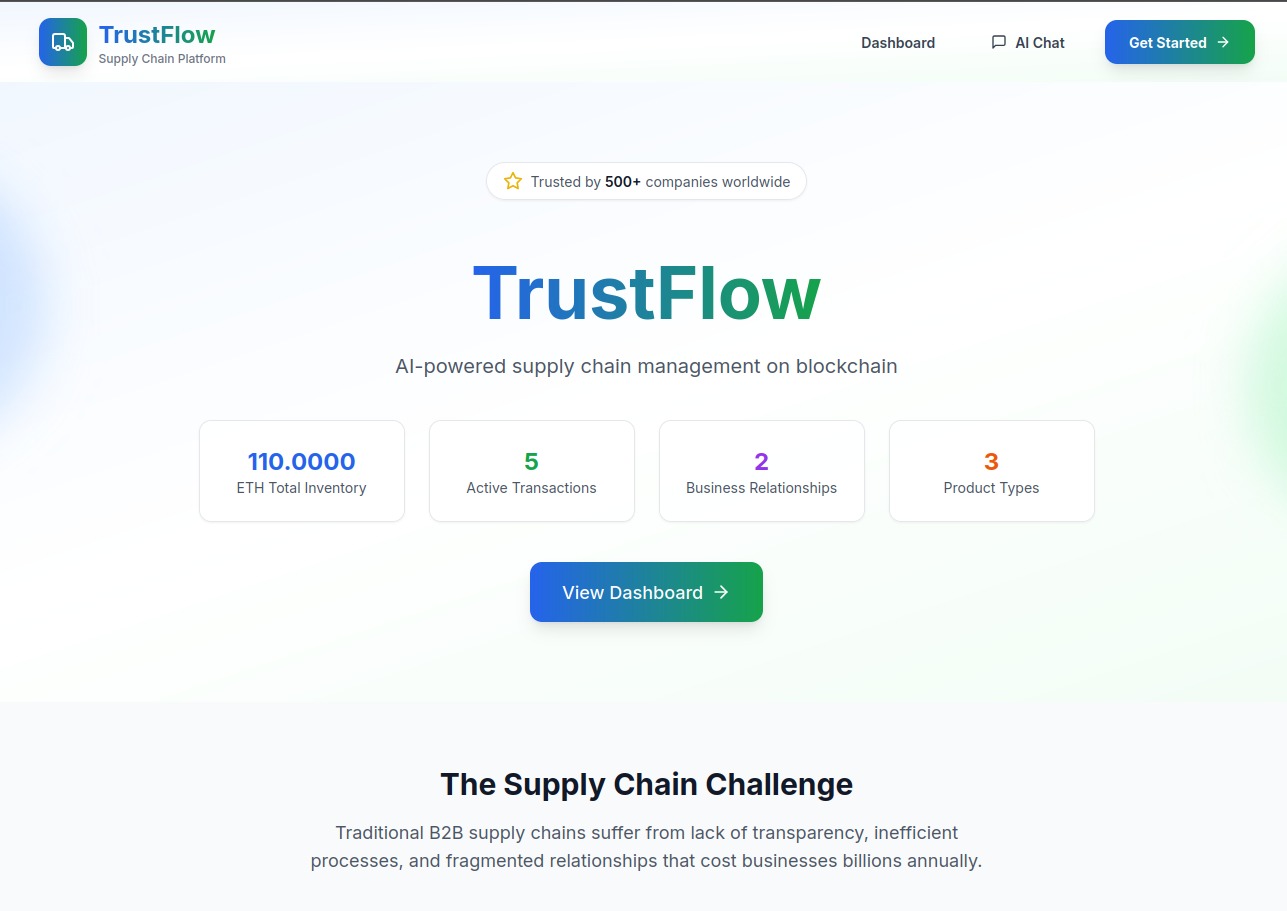 TrustFlow
Supply Chain Platform
Dashboard
AI Chat
Get Started
Trusted by 500+ companies worldwide
TrustFlow
AI-powered supply chain management on blockchain
110.0000
ETH Total Inventory
5
Active Transactions
2
Business Relationships
3
Product Types
View Dashboard
The Supply Chain Challenge
Traditional B2B supply chains suffer from lack of transparency, inefficient
processes, and fragmented relationships that cost businesses billions annually.